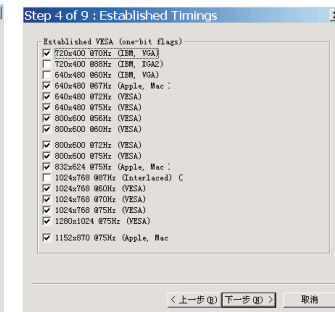 Step 4 of 9 : Established Timings
Established VESA (one-bit flags)
720x400 @70Hz (IBM, VGA)
720x400 @88Hz (IBM, XGA2)
640x480 @60Hz (IBM, VGA)
640x480 @67Hz (Apple, Mac
640x480 @72Hz (VESA)
640x480 @75Hz (VESA)
800x600 @56Hz (VESA)
800x600 @60Hz (VESA)
800x600 @72Hz (VESA)
800x600 @75Hz (VESA)
832x624 @75Hz (Apple, Mac
1024x768 @87Hz (Interlaced) (
1024x768 @60Hz (VESA)
1024x768 @70Hz (VESA)
1024x768 @75Hz (VESA)
1280x1024 @75Hz (VESA)
1152x870 @75Hz (Apple, Mac
< 上一步(B) 下一步(N) > 取消